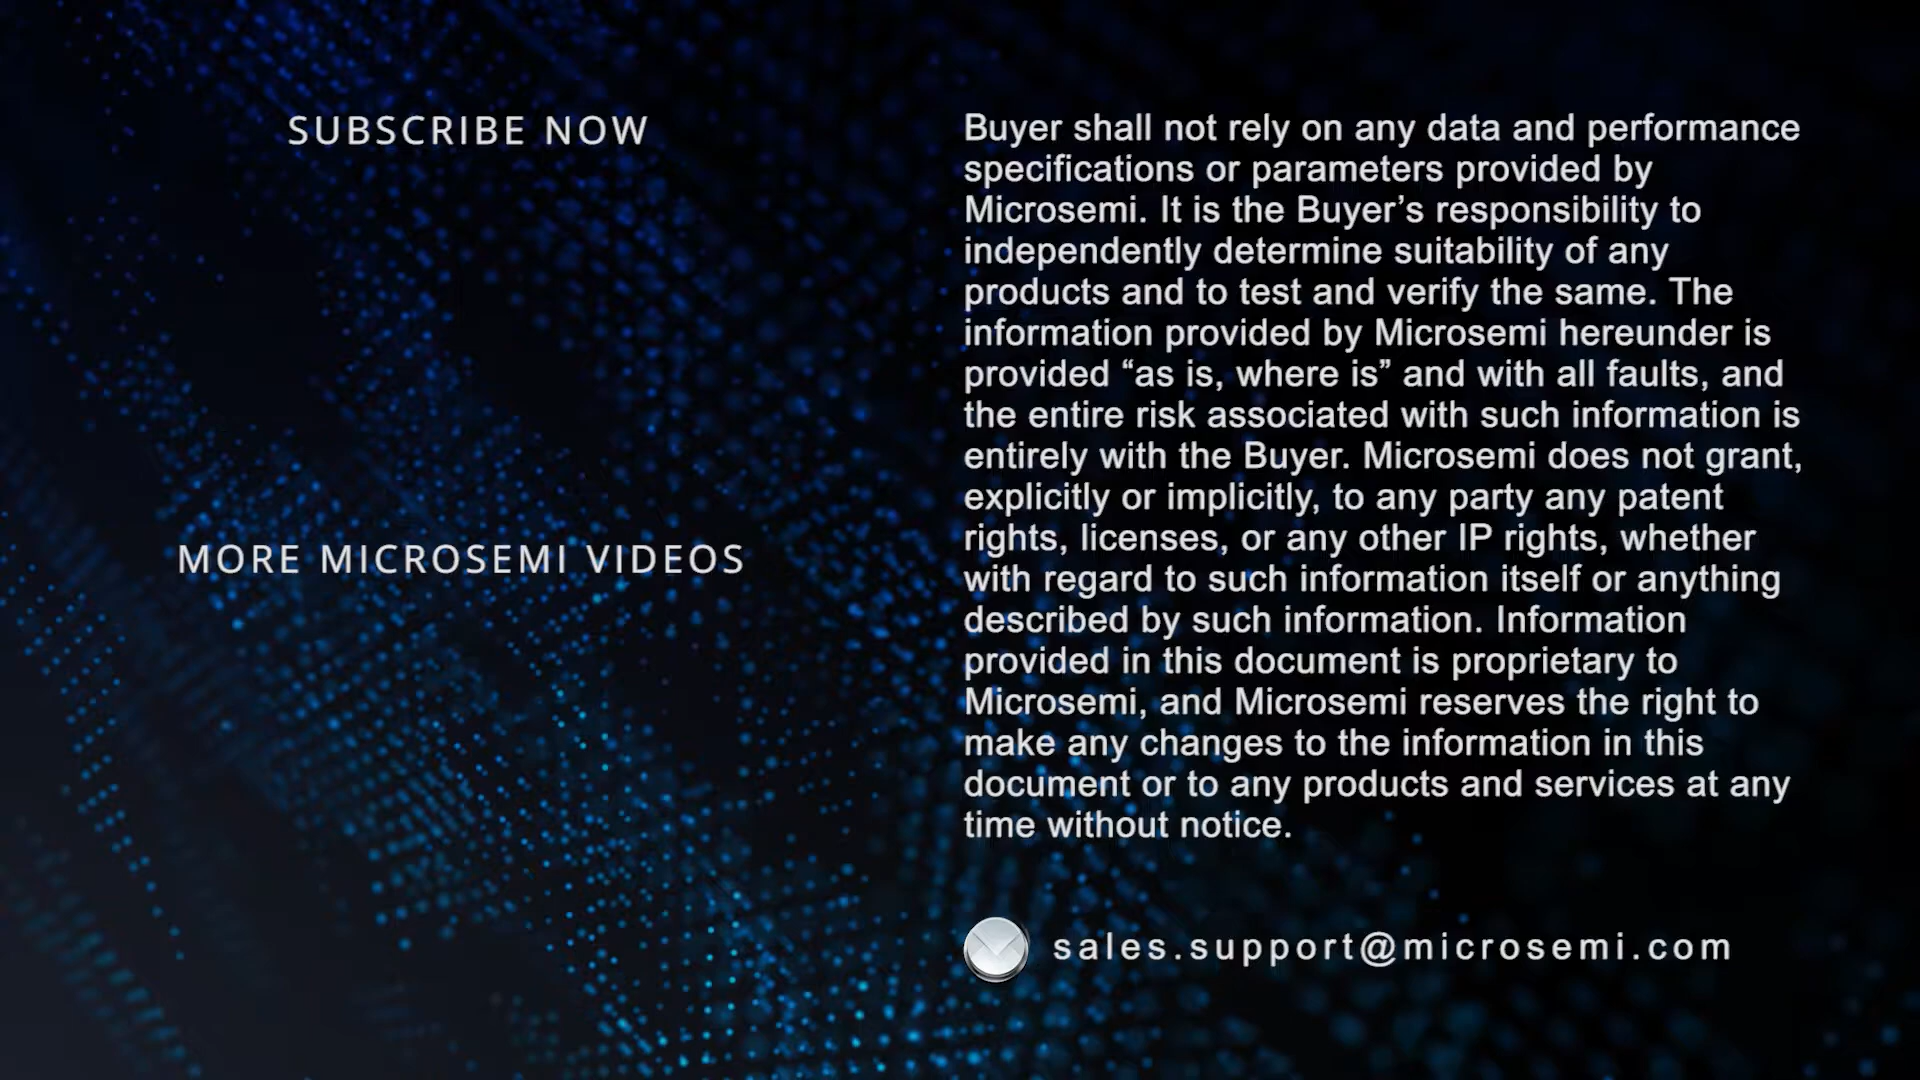 SUBSCRIBE NOW
MORE MICROSEMI VIDEOS
Buyer shall not rely on any data and performance
specifications or parameters provided by
Microsemi. It is the Buyer’s responsibility to
independently determine suitability of any
products and to test and verify the same. The
information provided by Microsemi hereunder is
provided “as is, where is” and with all faults, and
the entire risk associated with such information is
entirely with the Buyer. Microsemi does not grant,
explicitly or implicitly, to any party any patent
rights, licenses, or any other IP rights, whether
with regard to such information itself or anything
described by such information. Information
provided in this document is proprietary to
Microsemi, and Microsemi reserves the right to
make any changes to the information in this
document or to any products and services at any
time without notice.
sales.support@microsemi.com